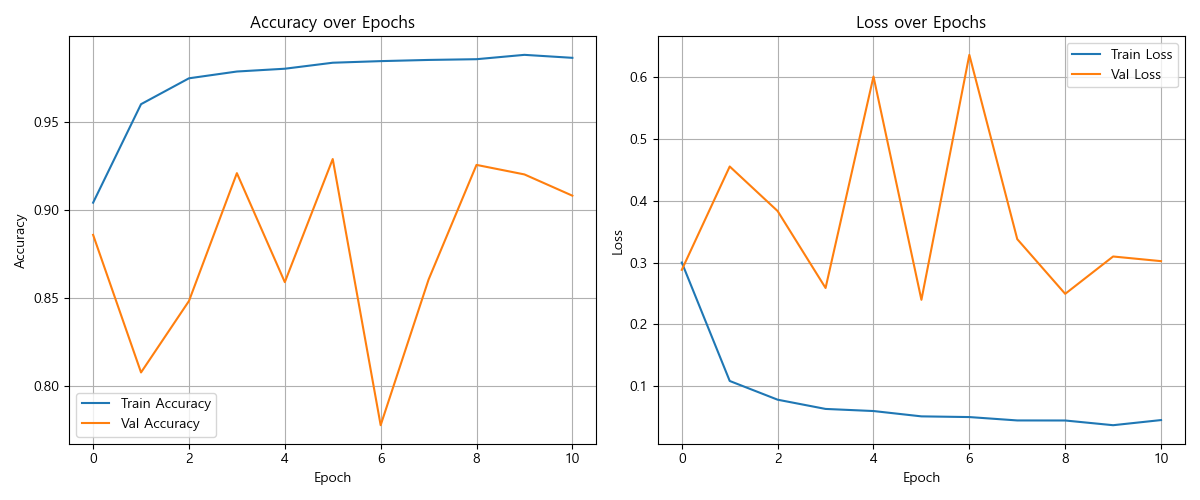 Accuracy over Epochs
Accuracy
0.95
0.90
0.85
0.80
Train Accuracy
Val Accuracy
0 2 4 6 8 10
Epoch
Loss over Epochs
Loss
0.6
0.5
0.4
0.3
0.2
0.1
Train Loss
Val Loss
0 2 4 6 8 10
Epoch